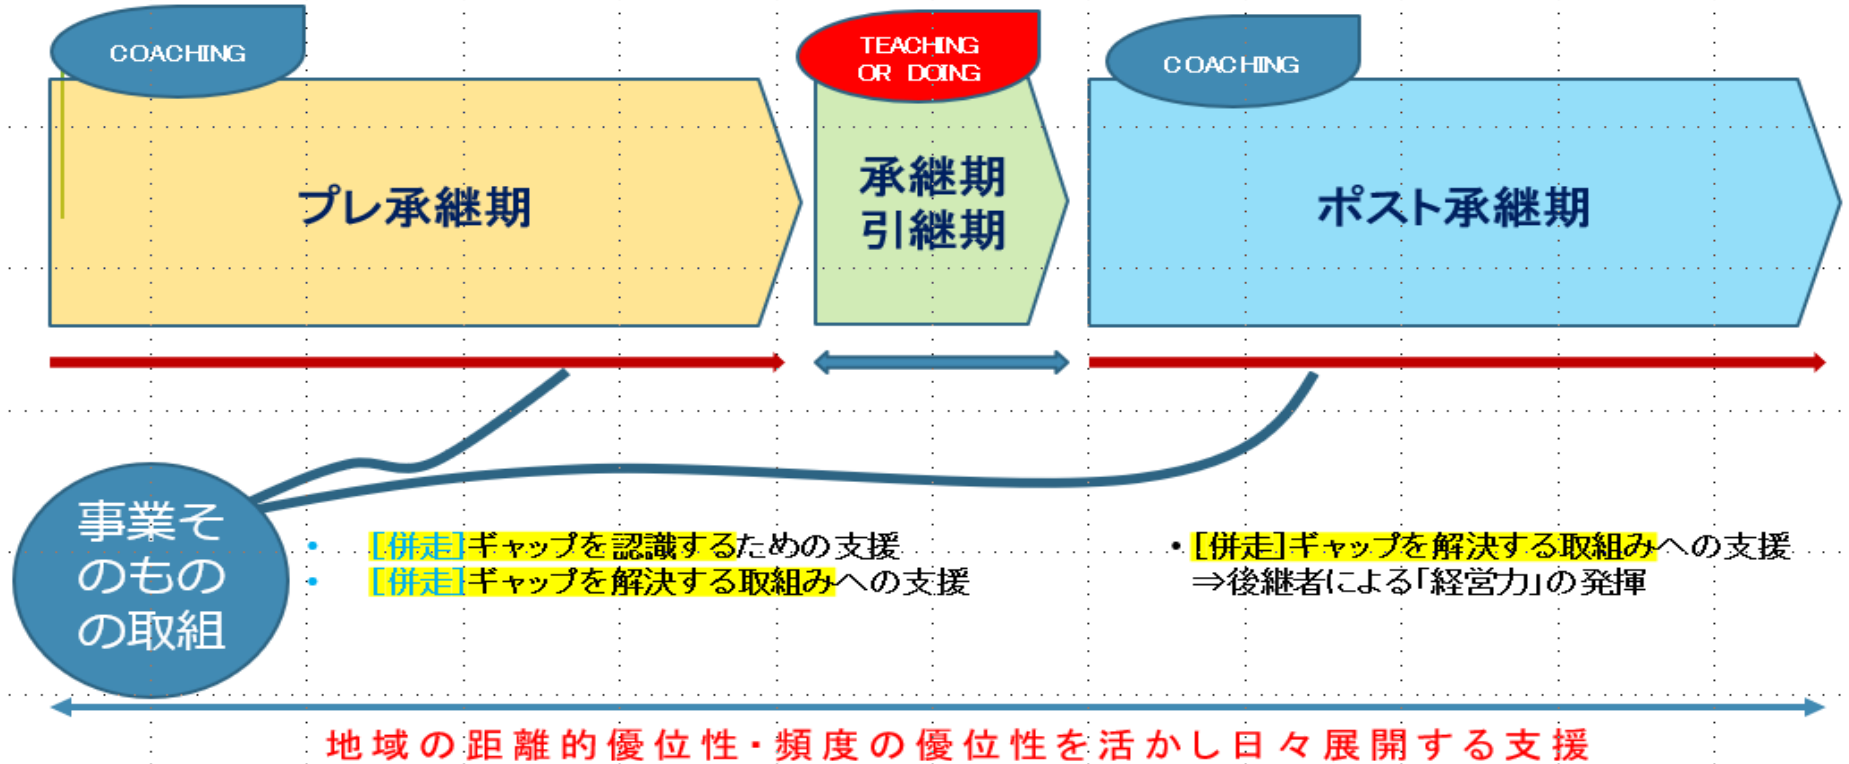 COACHING
TEACHING
OR DOING
COACHING
プレ承継期
承継期
引継期
ポスト承継期
事業そ
のもの
の取組
• [併走]ギャップを認識するための支援
• [併走]ギャップを解決する取組みへの支援
• [併走]ギャップを解決する取組みへの支援
⇒後継者による「経営力」の発揮
地域の距離的優位性・頻度の優位性を活かし日々展開する支援